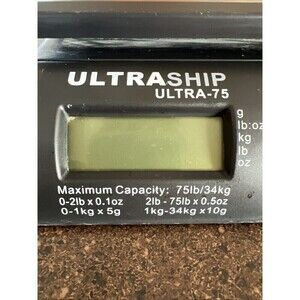 ULTRASHIP
ULTRA-75
g
lb:oz
kg
lb
oz
Maximum Capacity: 75lb/34kg
0-2lb x 0.1oz 2lb - 75lb x 0.5oz
0-1kg x 5g 1kg-34kg x 10g